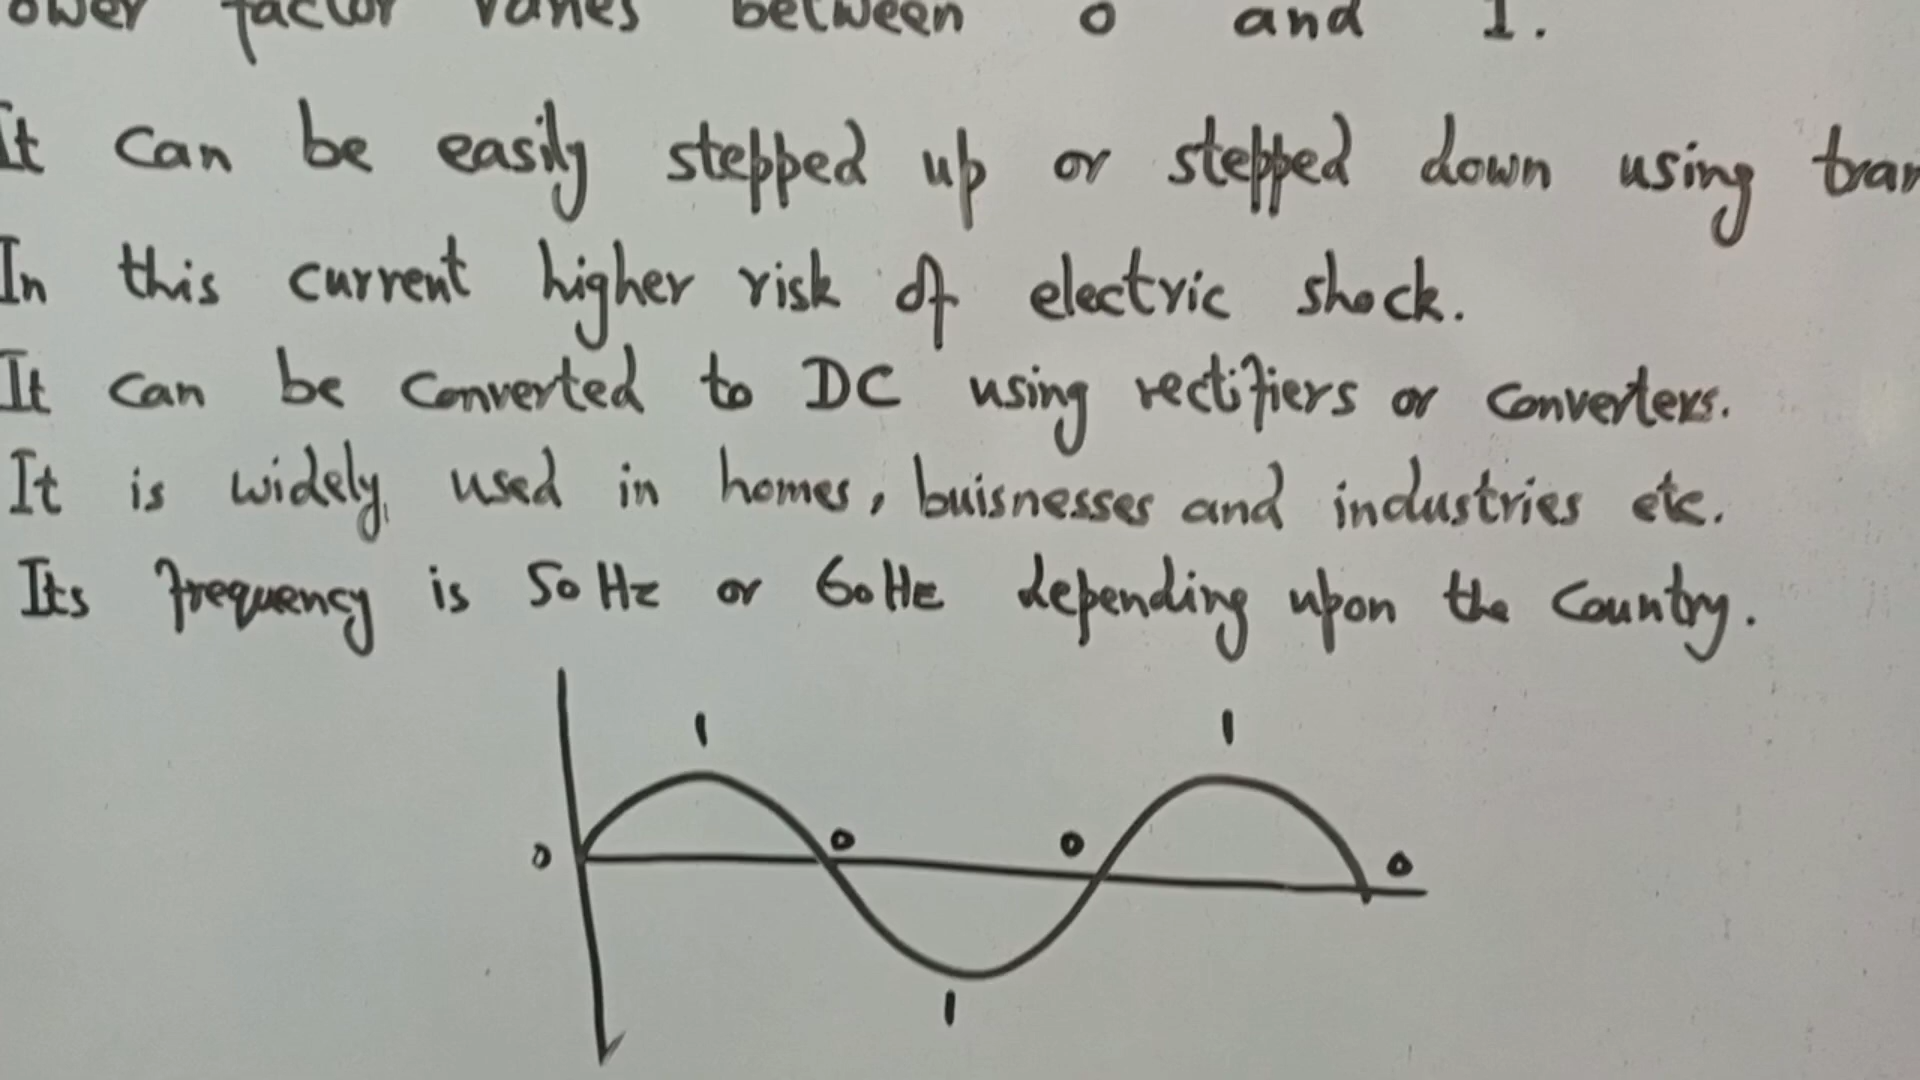 ower factor varies between 0 and 1.
It can be easily stepped up or stepped down using tran
In this current higher risk of electric shock.
It can be converted to DC using rectifiers or converters.
It is widely used in homes, buisnesses and industries etc.
Its frequency is 50 Hz or 60 Hz depending upon the country.
1 1
0 0 0 0
1